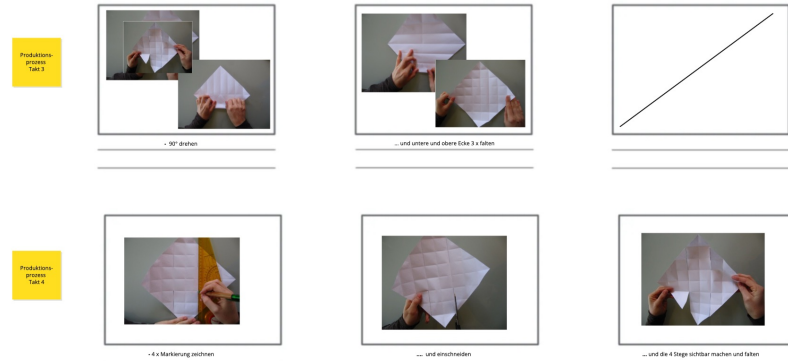 Produktions-
prozess
Takt 3
- 90° drehen
... und untere und obere Ecke 3 x falten
Produktions-
prozess
Takt 4
- 4 x Markierung zeichnen
.... und einschneiden
... und die 4 Stege sichtbar machen und falten